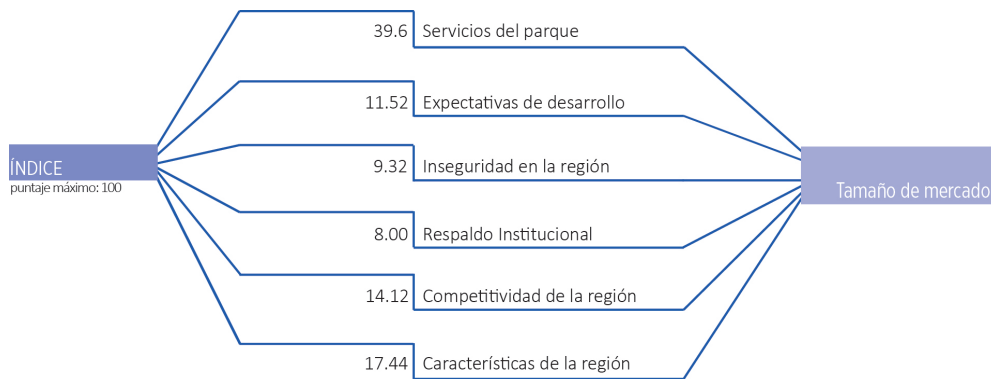 39.6 Servicios del parque
11.52 Expectativas de desarrollo
ÍNDICE
puntaje máximo: 100
9.32 Inseguridad en la región
Tamaño de mercado
8.00 Respaldo Institucional
14.12 Competitividad de la región
17.44 Características de la región